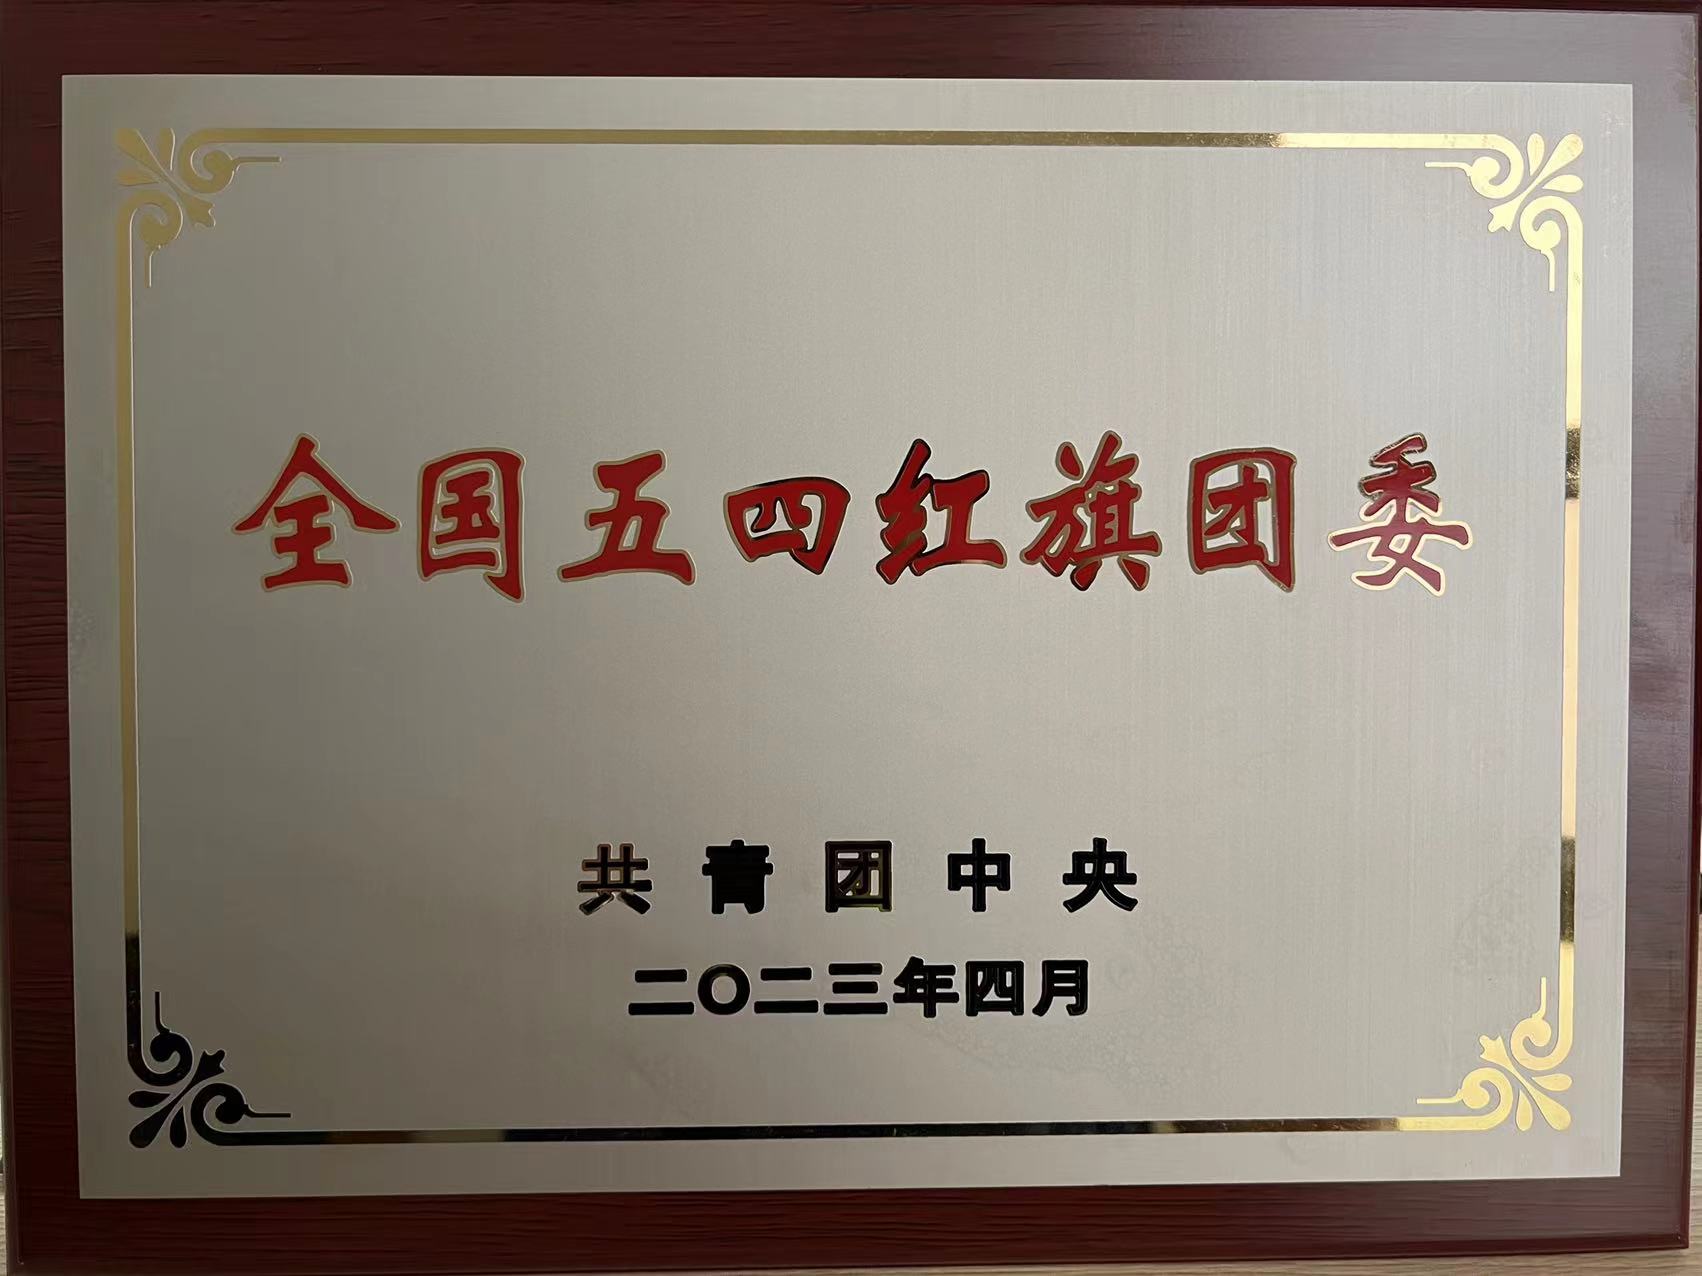 全国五四红旗团委
共青团中央
二〇二三年四月